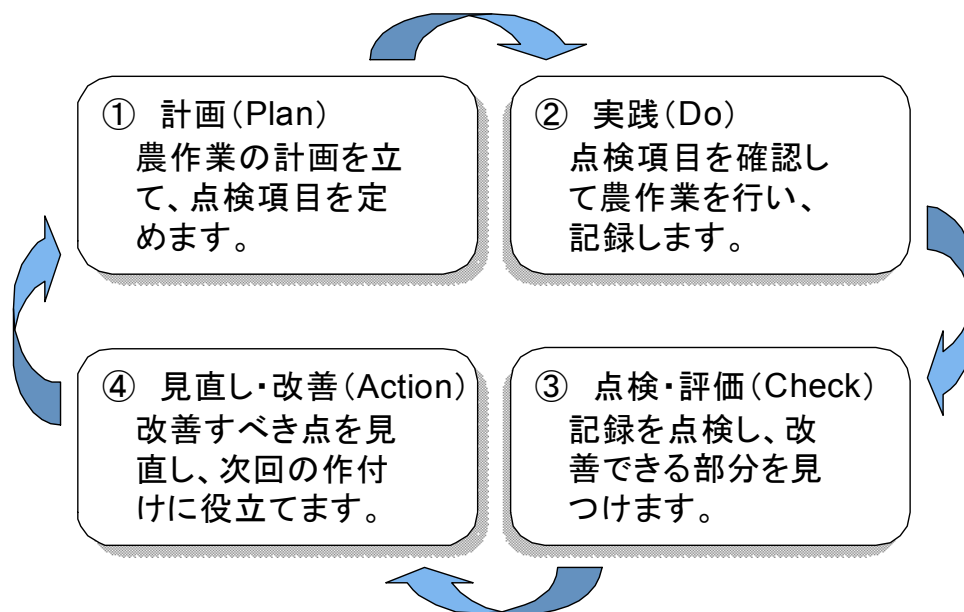 ① 計画(Plan)
農作業の計画を立
て、点検項目を定
めます。
② 実践(Do)
点検項目を確認し
て農作業を行い、
記録します。
③ 点検・評価(Check)
記録を点検し、改
善できる部分を見
つけます。
④ 見直し・改善(Action)
改善すべき点を見
直し、次回の作付
けに役立てます。